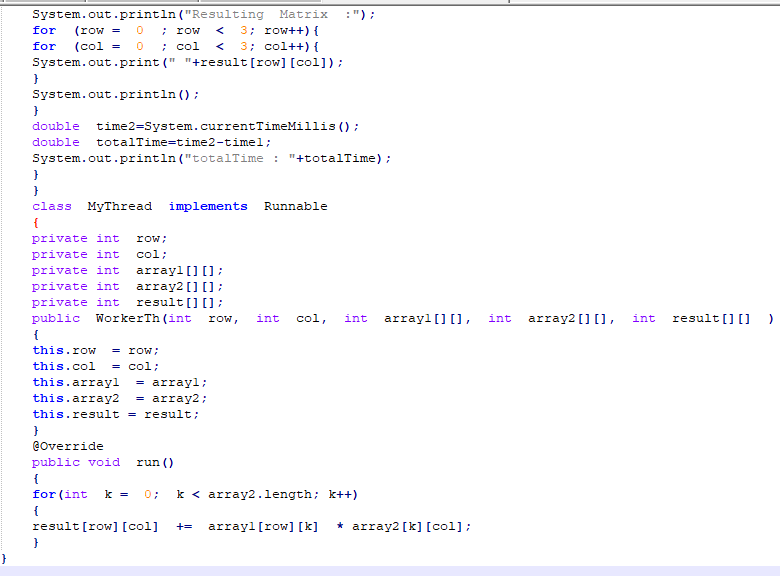 System.out.println("Resulting  Matrix  :");
for  (row =  0  ; row  <  3; row++){
for  (col =  0  ; col  <  3; col++){
System.out.print(" "+result[row][col]);
}
System.out.println();
}
double  time2=System.currentTimeMillis();
double  totalTime=time2-time1;
System.out.println("totalTime : "+totalTime);
}
}
class  MyThread  implements  Runnable
{
private int  row;
private int  col;
private int  array1[][];
private int  array2[][];
private int  result[][];
public  WorkerTh(int  row,  int  col,  int  array1[][],  int  array2[][],  int  result[][]  )
{
this.row  = row;
this.col  = col;
this.array1  = array1;
this.array2  = array2;
this.result = result;
}
@Override
public void  run()
{
for(int  k =  0;  k < array2.length; k++)
{
result[row][col]  +=  array1[row][k]  * array2[k][col];
}
}